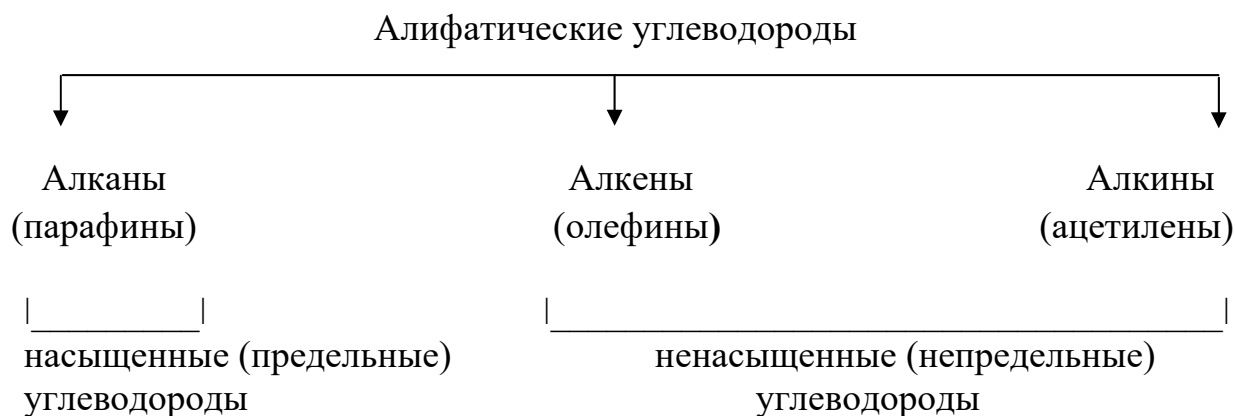 Алифатические углеводороды
Алканы Алкены Алкины
(парафины) (олефины) (ацетилены)
насыщенные (предельные) ненасыщенные (непредельные)
углеводороды углеводороды